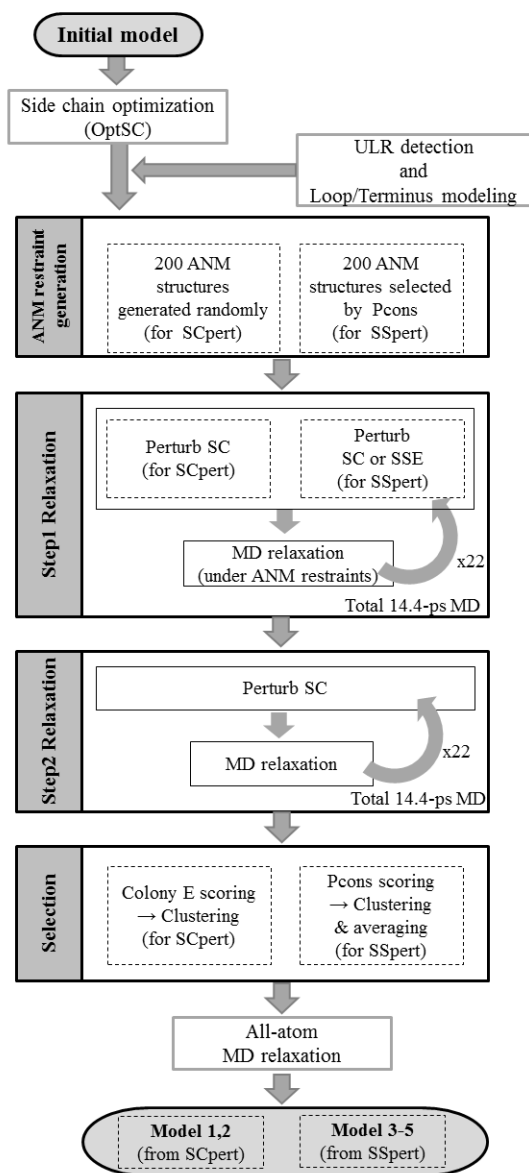 Initial model
Side chain optimization
(OptSC)
ULR detection
and
Loop/Terminus modeling
ANM restraint
generation
200 ANM
structures
generated randomly
(for SCpert)
200 ANM
structures selected
by Pcons
(for SSpert)
Step1 Relaxation
Perturb SC
(for SCpert)
Perturb
SC or SSE
(for SSpert)
MD relaxation
(under ANM restraints)
x22
Total 14.4-ps MD
Step2 Relaxation
Perturb SC
MD relaxation
x22
Total 14.4-ps MD
Selection
Colony E scoring
→ Clustering
(for SCpert)
Pcons scoring
→ Clustering
& averaging
(for SSpert)
All-atom
MD relaxation
Model 1,2
(from SCpert)
Model 3-5
(from SSpert)